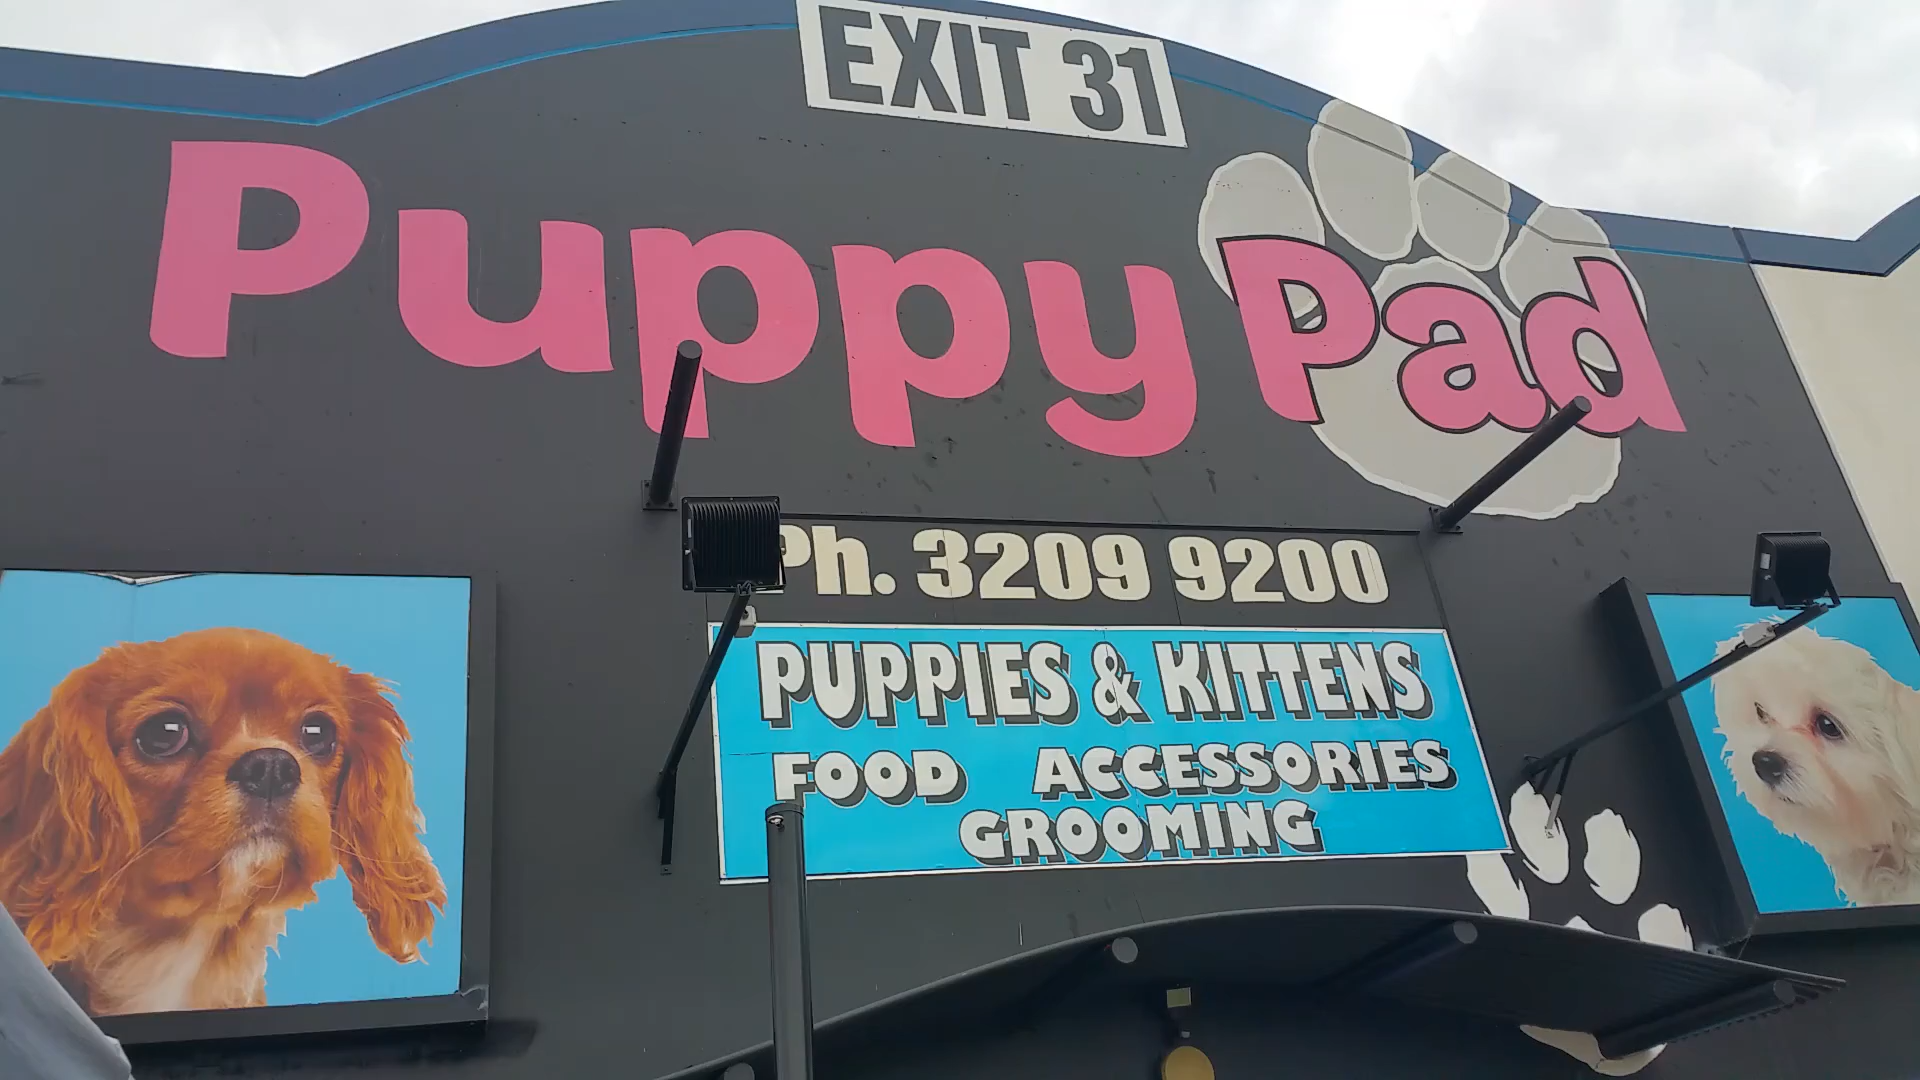 EXIT 31
Puppy Pad
Ph. 3209 9200
PUPPIES & KITTENS
FOOD ACCESSORIES
GROOMING